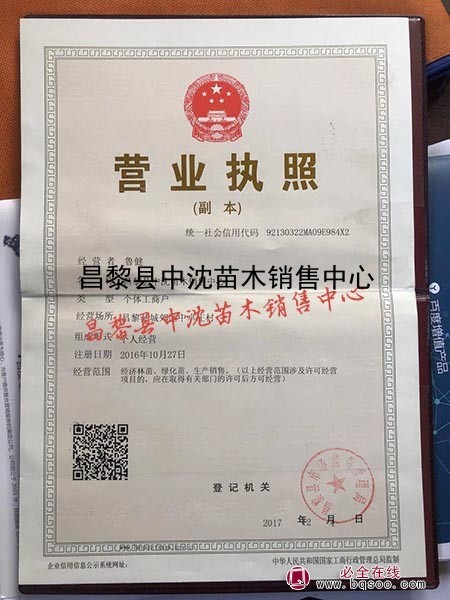 营业执照
(副 本)
统一社会信用代码 92130322MA09E984X2
经 营 者 鲁健
昌黎县中沈苗木销售中心
类 型 个体工商户
昌黎县中沈苗木销售中心
经营场所
组成形式 个人经营
注册日期 2016年10月27日
经营范围 经济林苗、绿化苗、生产销售。(以上经营范围涉及许可经营
项目的，应在取得有关部门的许可后方可经营)
登 记 机 关
2017 年 2 月 日
企业信用信息公示系统网址：
中华人民共和国国家工商行政管理总局监制
百度增值产品
必全在线
www.bqsoo.com